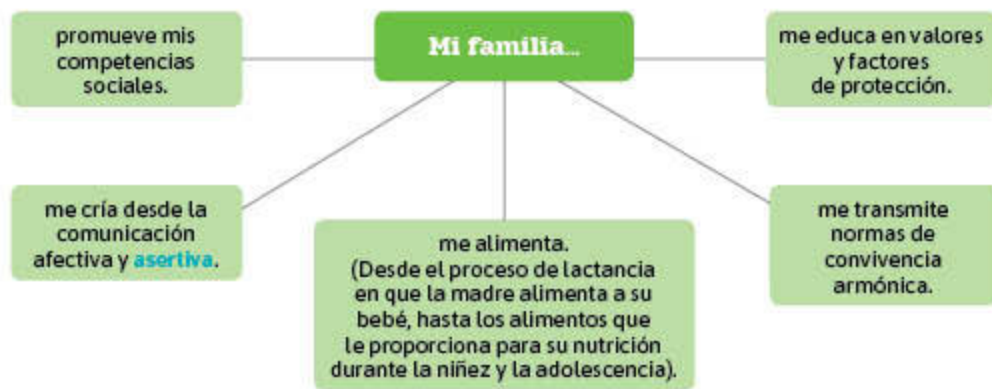 Mi familia...
promueve mis
competencias
sociales.
me educa en valores
y factores
de protección.
me cría desde la
comunicación
afectiva y asertiva.
me alimenta.
(Desde el proceso de lactancia
en que la madre alimenta a su
bebé, hasta los alimentos que
le proporciona para su nutrición
durante la niñez y la adolescencia).
me transmite
normas de
convivencia
armónica.